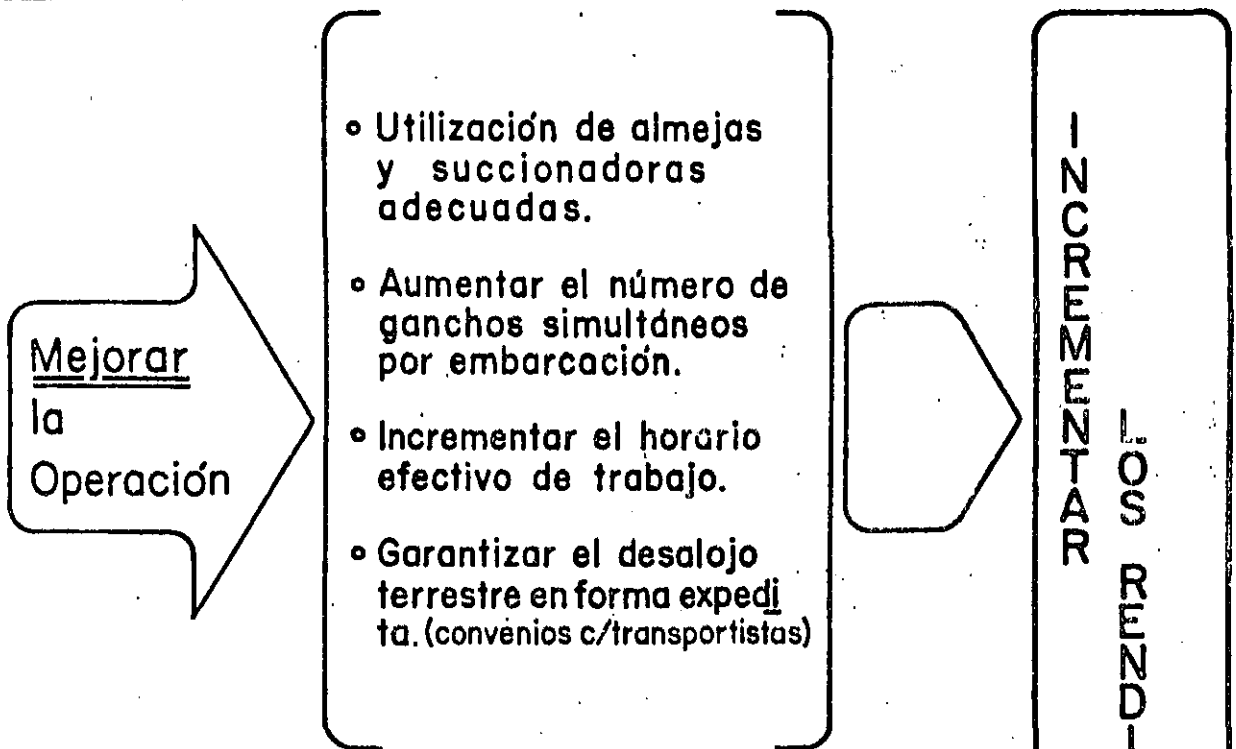 Mejorar
la
Operación
• Utilización de almejas
y succionadoras
adecuadas.
• Aumentar el número de
ganchos simultáneos
por embarcación.
• Incrementar el horario
efectivo de trabajo.
• Garantizar el desalojo
terrestre en forma expedi
ta. (convenios c/transportistas)
INCREMENTAR
LOS RENDI